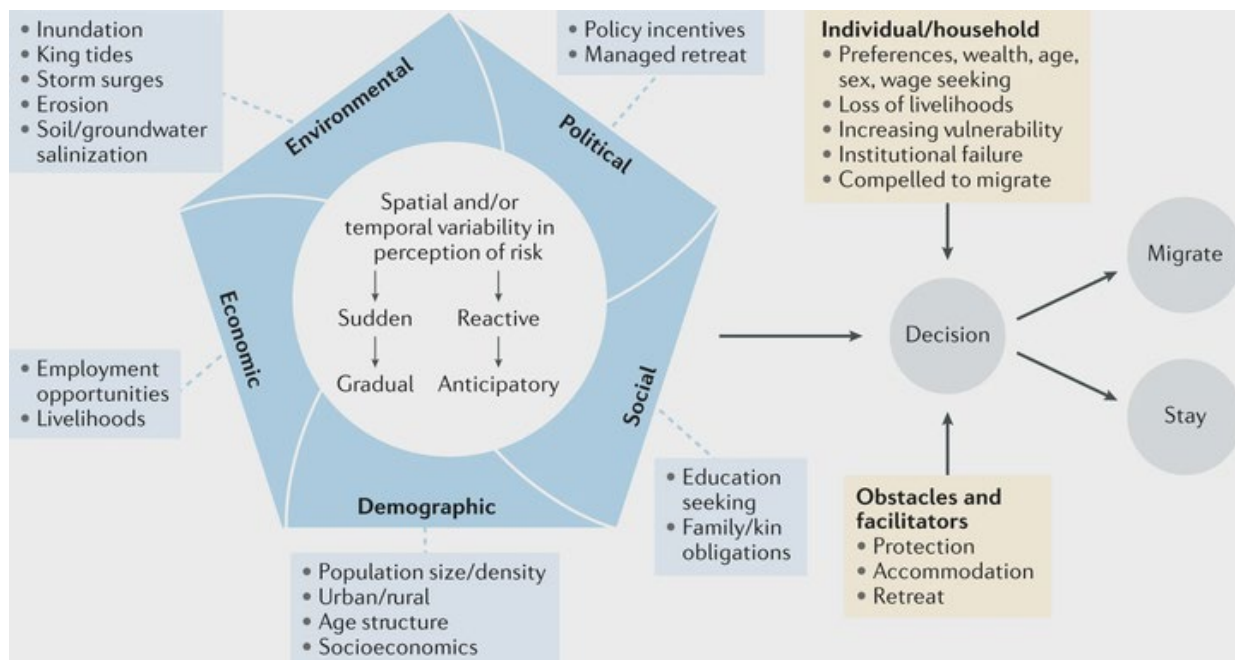 • Inundation
• King tides
• Storm surges
• Erosion
• Soil/groundwater
salinization
Environmental
• Policy incentives
• Managed retreat
Political
Individual/household
• Preferences, wealth, age,
sex, wage seeking
• Loss of livelihoods
• Increasing vulnerability
• Institutional failure
• Compelled to migrate
Spatial and/or
temporal variability in
perception of risk
Sudden
Reactive
Gradual
Anticipatory
Economic
• Employment
opportunities
• Livelihoods
Social
• Education
seeking
• Family/kin
obligations
Demographic
• Population size/density
• Urban/rural
• Age structure
• Socioeconomics
Decision
Migrate
Stay
Obstacles and
facilitators
• Protection
• Accommodation
• Retreat